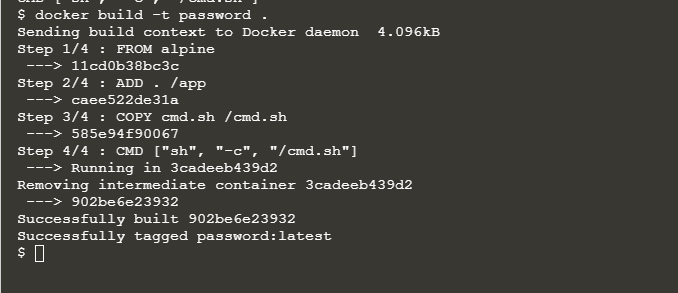 $ docker build -t password .
Sending build context to Docker daemon  4.096kB
Step 1/4 : FROM alpine
 ---> 11cd0b38bc3c
Step 2/4 : ADD . /app
 ---> caee522de31a
Step 3/4 : COPY cmd.sh /cmd.sh
 ---> 585e94f90067
Step 4/4 : CMD ["sh", "-c", "/cmd.sh"]
 ---> Running in 3cadeeb439d2
Removing intermediate container 3cadeeb439d2
 ---> 902be6e23932
Successfully built 902be6e23932
Successfully tagged password:latest
$